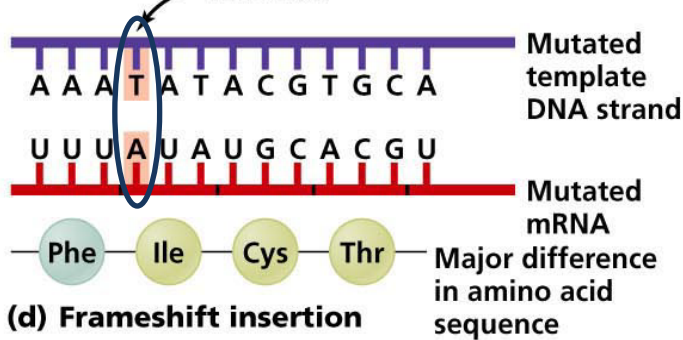 A A A T A T A C G T G C A
Mutated
template
DNA strand
U U U A U A U G C A C G U
Mutated
mRNA
Phe Ile Cys Thr
Major difference
in amino acid
sequence
(d) Frameshift insertion